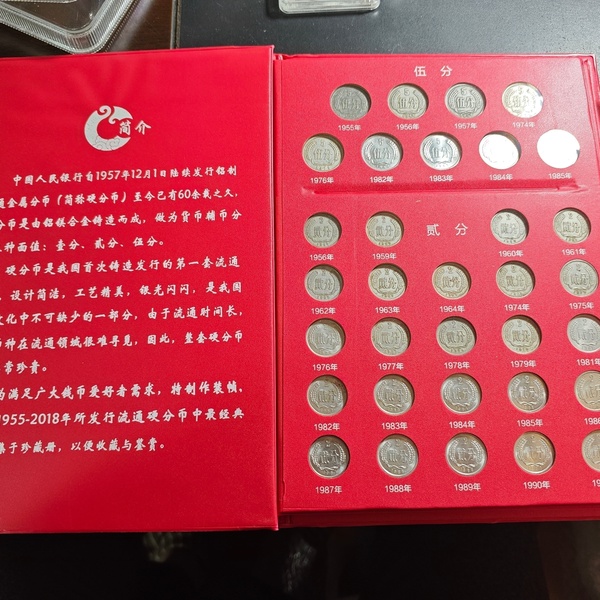 简介
中国人民银行自1957年12月1日陆续发行铝制
通金属分币（简称硬分币）至今已有60余载之久，
分币是由铝镁合金铸造而成，做为货币辅币分
种面值：壹分、贰分、伍分。
硬分币是我国首次铸造发行的第一套流通
，设计简洁，工艺精美，银光闪闪，是我国
文化中不可缺少的一部分，由于流通时间长，
币种在流通领域很难寻见，因此，整套硬分币
常珍贵。
为满足广大钱币爱好者需求，特制作装帧，
1955-2018年所发行流通硬分币中最经典
集于珍藏册，以便收藏与鉴赏。
伍分
1955年 1956年 1957年 1974年
1976年 1982年 1983年 1984年 1985年
贰分
1956年 1959年 1960年 1961年
1962年 1963年 1964年 1974年 1975年
1976年 1977年 1978年 1979年 1981年
1982年 1983年 1984年 1985年 1986
1987年 1988年 1989年 1990年